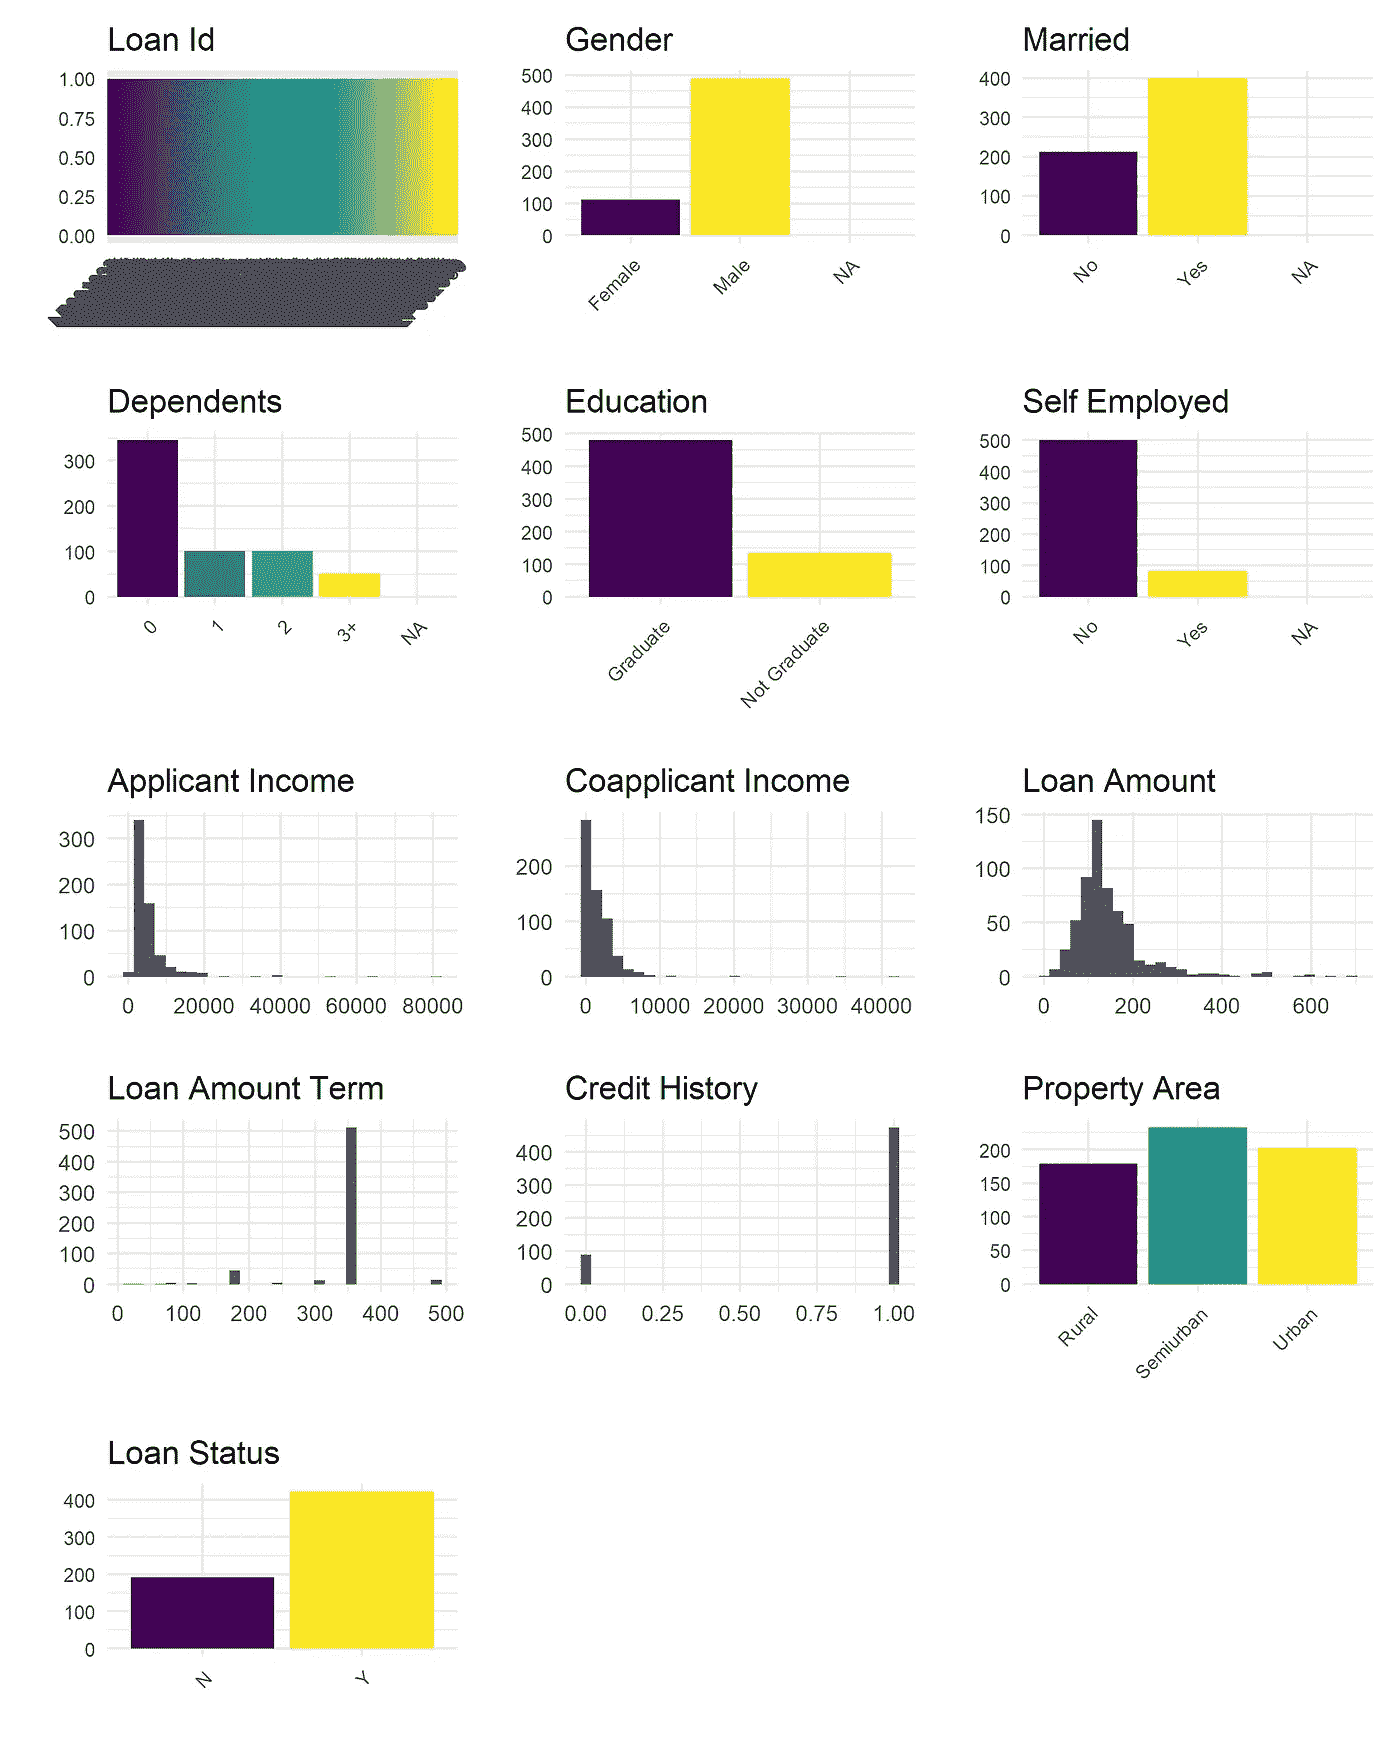 Loan Id
1.00
0.75
0.50
0.25
0.00
Gender
500
400
300
200
100
0
Female
Male
NA
Married
400
300
200
100
0
No
Yes
NA
Dependents
300
200
100
0
0
1
2
3+
NA
Education
500
400
300
200
100
0
Graduate
Not Graduate
Self Employed
500
400
300
200
100
0
No
Yes
NA
Applicant Income
300
200
100
0
0 20000 40000 60000 80000
Coapplicant Income
200
100
0
0 10000 20000 30000 40000
Loan Amount
150
100
50
0
0 200 400 600
Loan Amount Term
500
400
300
200
100
0
0 100 200 300 400 500
Credit History
400
300
200
100
0
0.00 0.25 0.50 0.75 1.00
Property Area
200
150
100
50
0
Rural
Semiurban
Urban
Loan Status
400
300
200
100
0
N
Y